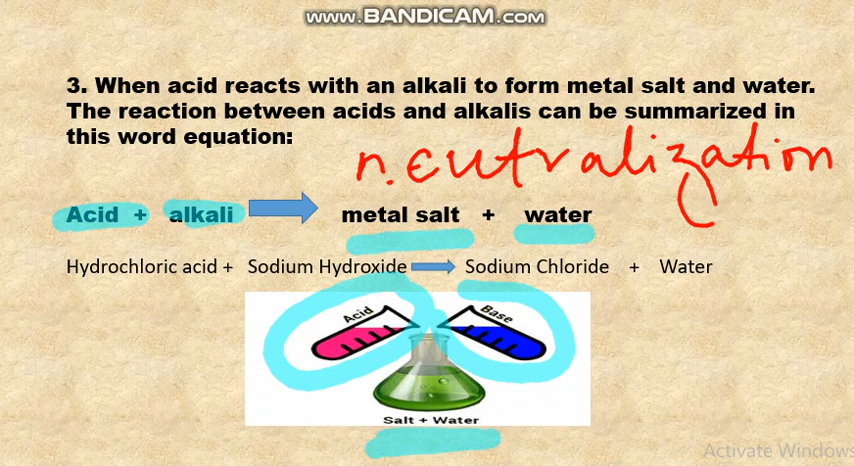 www.BANDICAM.com
3. When acid reacts with an alkali to form metal salt and water.
The reaction between acids and alkalis can be summarized in
this word equation:
neutralization
Acid + alkali metal salt + water
Hydrochloric acid + Sodium Hydroxide Sodium Chloride + Water
Acid Base
Salt + Water
Activate Windows